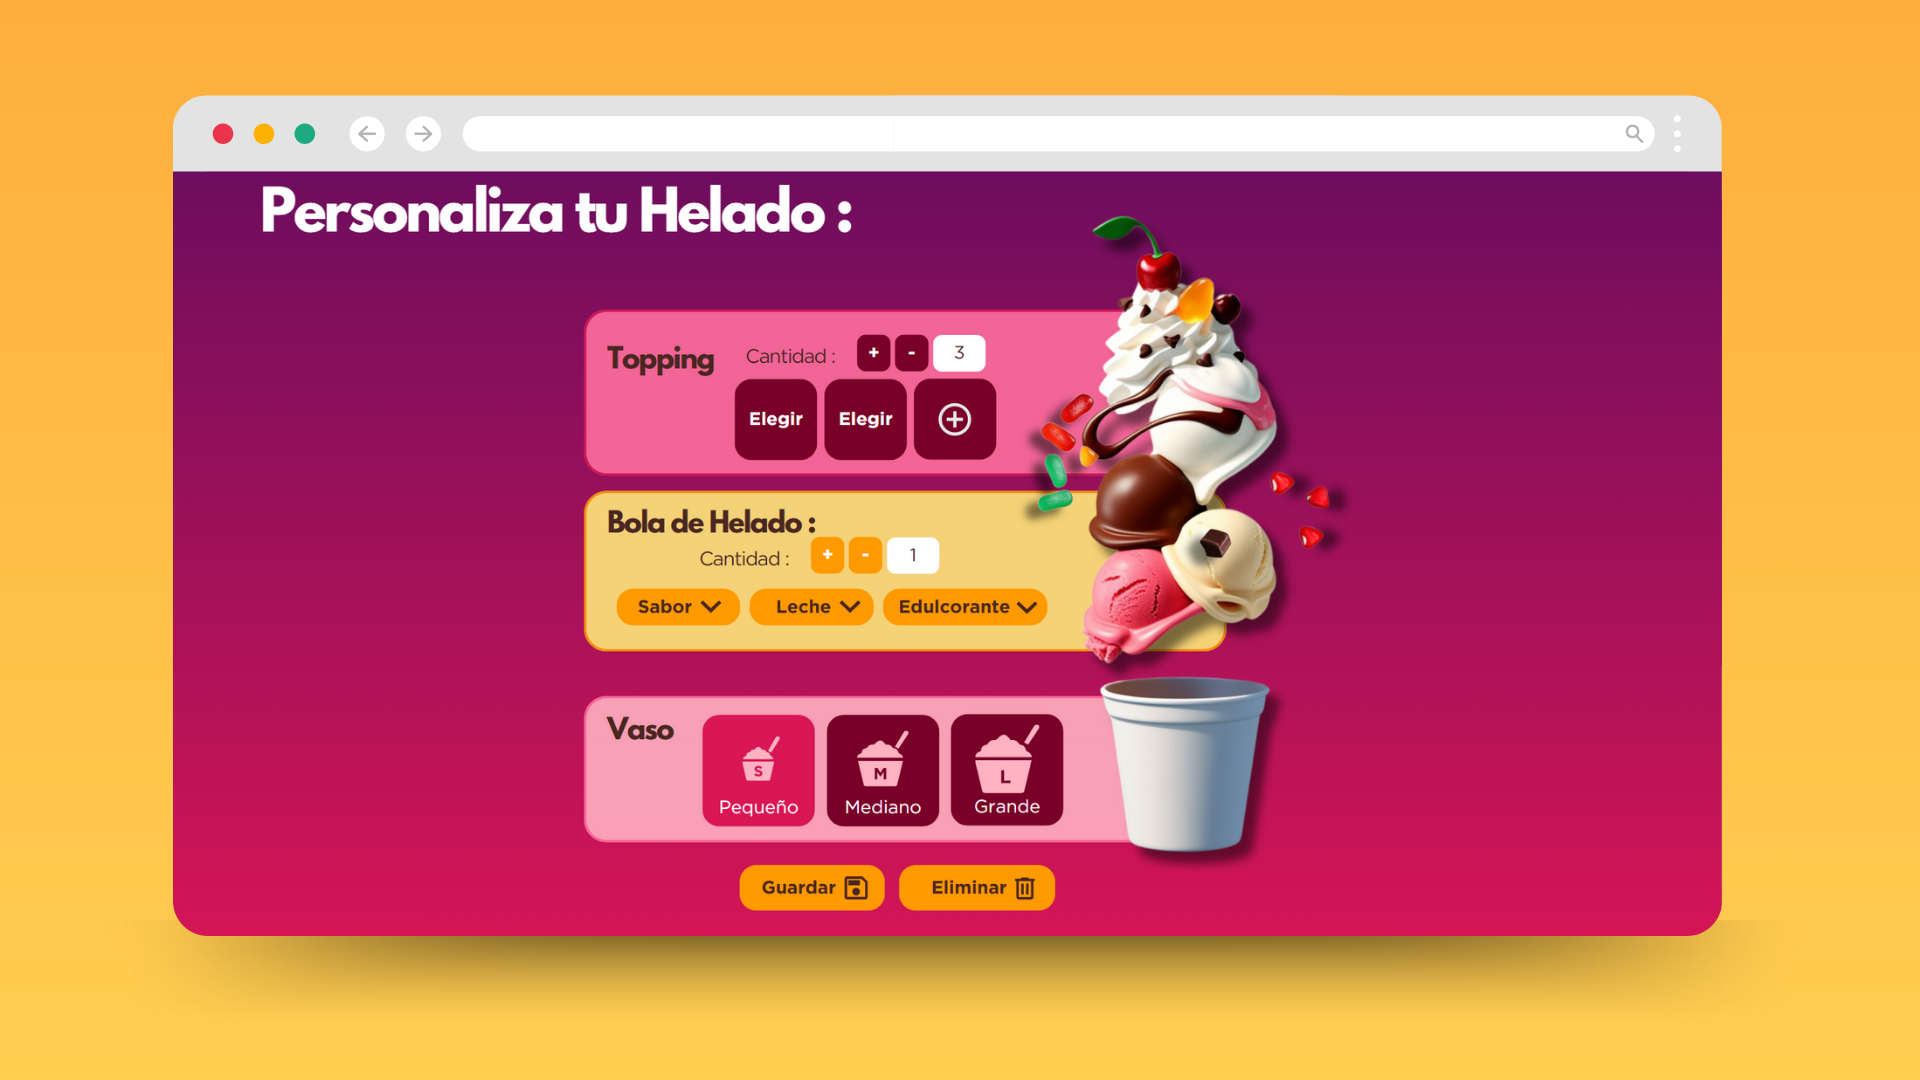 Personaliza tu Helado :
Topping
Cantidad : + - 3
Elegir Elegir
Bola de Helado :
Cantidad : + - 1
Sabor Leche Edulcorante
Vaso
S M L
Pequeño Mediano Grande
Guardar Eliminar